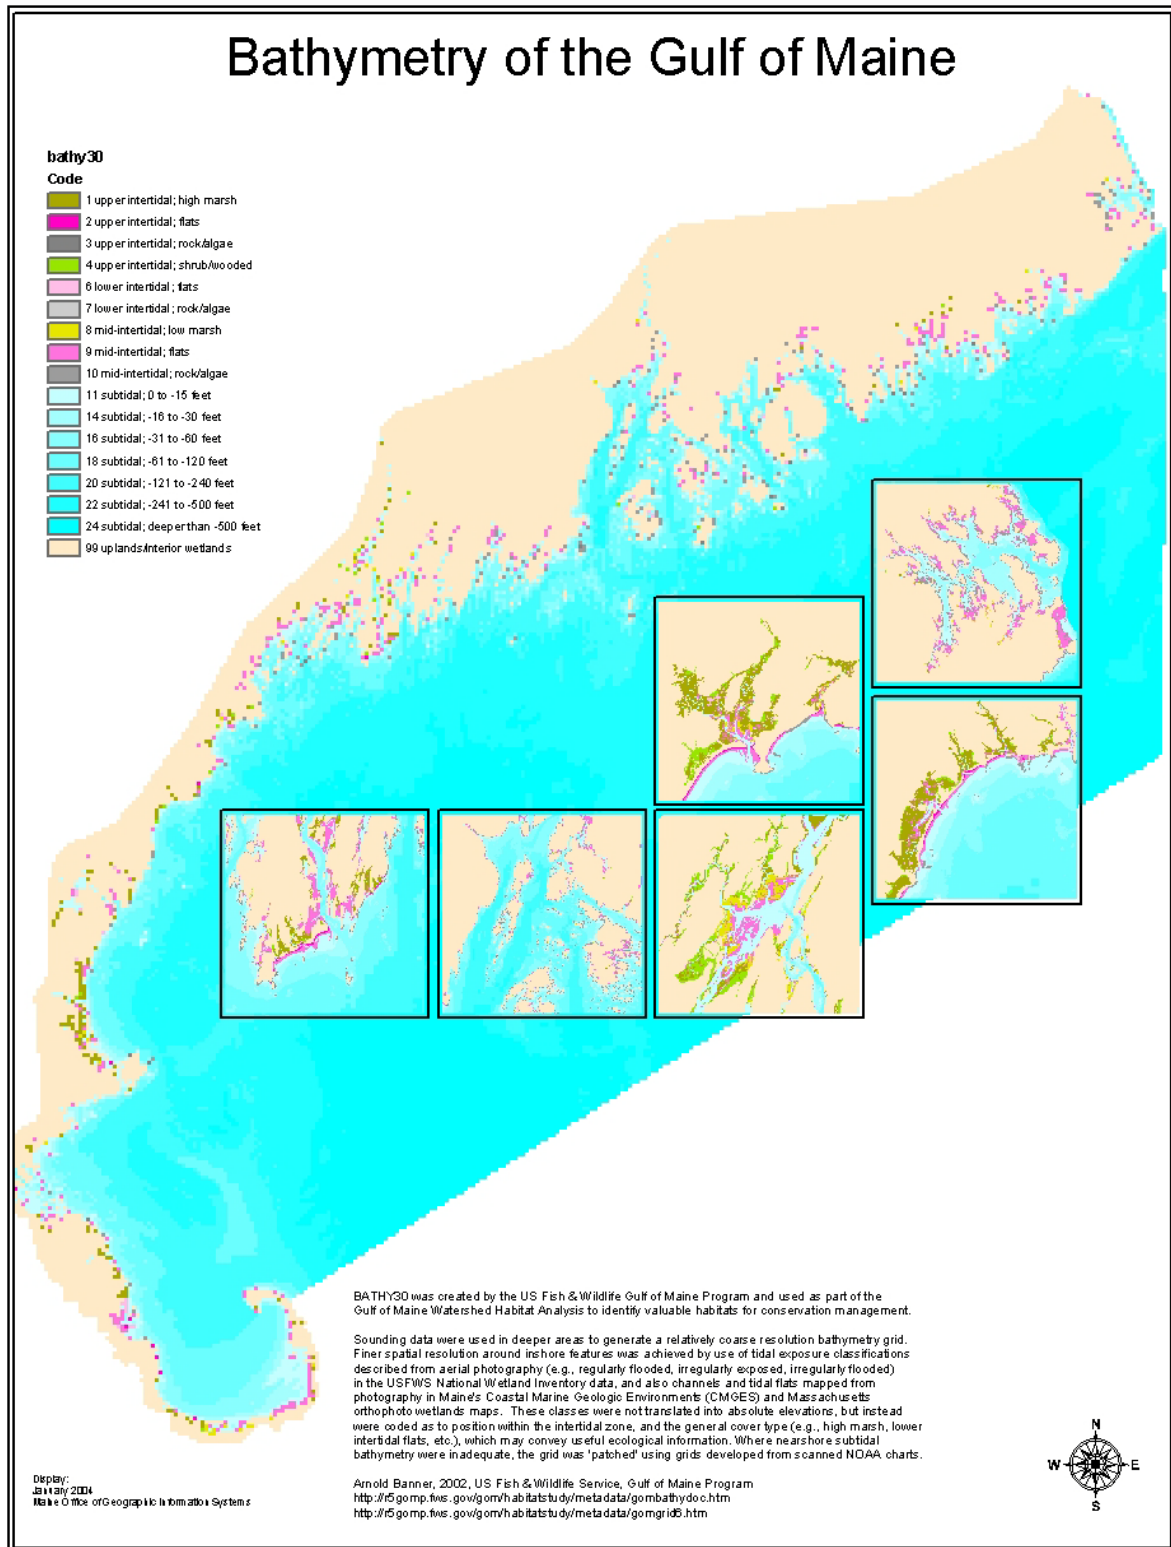 Bathymetry of the Gulf of Maine
bathy30
Code
1 upper intertidal; high marsh
2 upper intertidal; flats
3 upper intertidal; rock/algae
4 upper intertidal; shrub/wooded
6 lower intertidal; flats
7 lower intertidal; rock/algae
8 mid-intertidal; low marsh
9 mid-intertidal; flats
10 mid-intertidal; rock/algae
11 subtidal; 0 to -15 feet
14 subtidal; -16 to -30 feet
16 subtidal; -31 to -60 feet
18 subtidal; -61 to -120 feet
20 subtidal; -121 to -240 feet
22 subtidal; -241 to -500 feet
24 subtidal; deeper than -500 feet
99 uplands/interior wetlands
BATHY30 was created by the US Fish & Wildlife Gulf of Maine Program and used as part of the
Gulf of Maine Watershed Habitat Analysis to identify valuable habitats for conservation management.
Sounding data were used in deeper areas to generate a relatively coarse resolution bathymetry grid.
Finer spatial resolution around inshore features was achieved by use of tidal exposure classifications
described from aerial photography (e.g., regularly flooded, irregularly exposed, irregularly flooded)
in the USFWS National Wetland Inventory data, and also channels and tidal flats mapped from
photography in Maine's Coastal Marine Geologic Environments (CMGES) and Massachusetts
orthophoto wetlands maps. These classes were not translated into absolute elevations, but instead
were coded as to position within the intertidal zone, and the general cover type (e.g., high marsh, lower
intertidal flats, etc.), which may convey useful ecological information. Where nearshore subtidal
bathymetry were inadequate, the grid was 'patched' using grids developed from scanned NOAA charts.
Arnold Banner, 2002, US Fish & Wildlife Service, Gulf of Maine Program
http://r5gomp.fws.gov/gom/habitatstudy/metadata/gombathydoc.htm
http://r5gomp.fws.gov/gom/habitatstudy/metadata/gomgrid6.htm
Display:
January 2004
Maine Office of Geographic Information Systems
N
W E
S